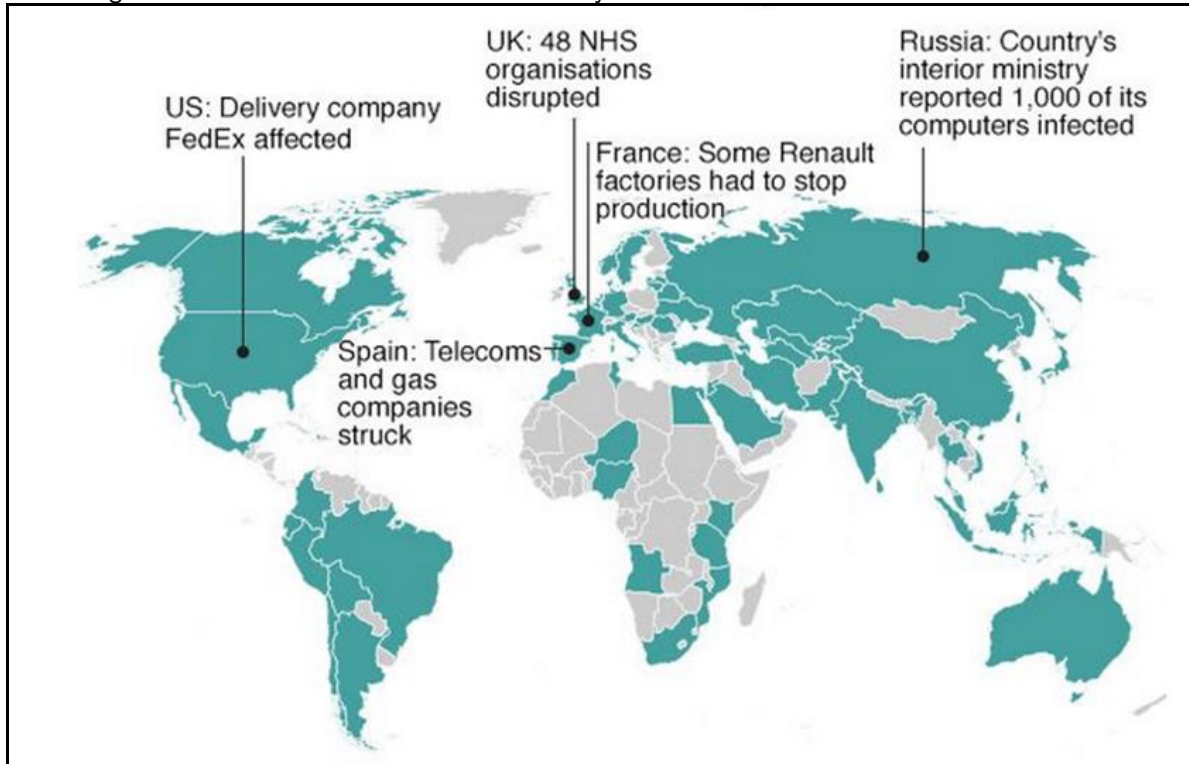 US: Delivery company
FedEx affected
UK: 48 NHS
organisations
disrupted
France: Some Renault
factories had to stop
production
Russia: Country's
interior ministry
reported 1,000 of its
computers infected
Spain: Telecoms
and gas
companies
struck